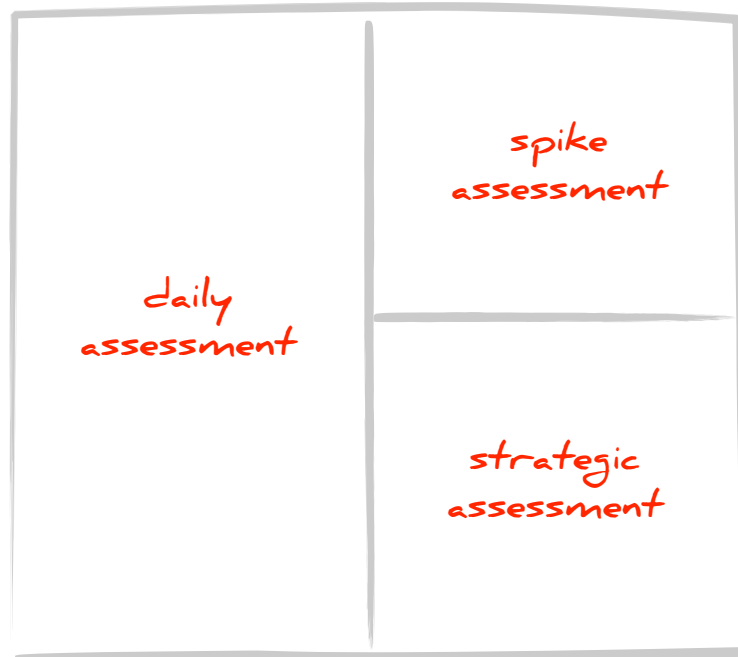 daily
assessment
spike
assessment
strategic
assessment